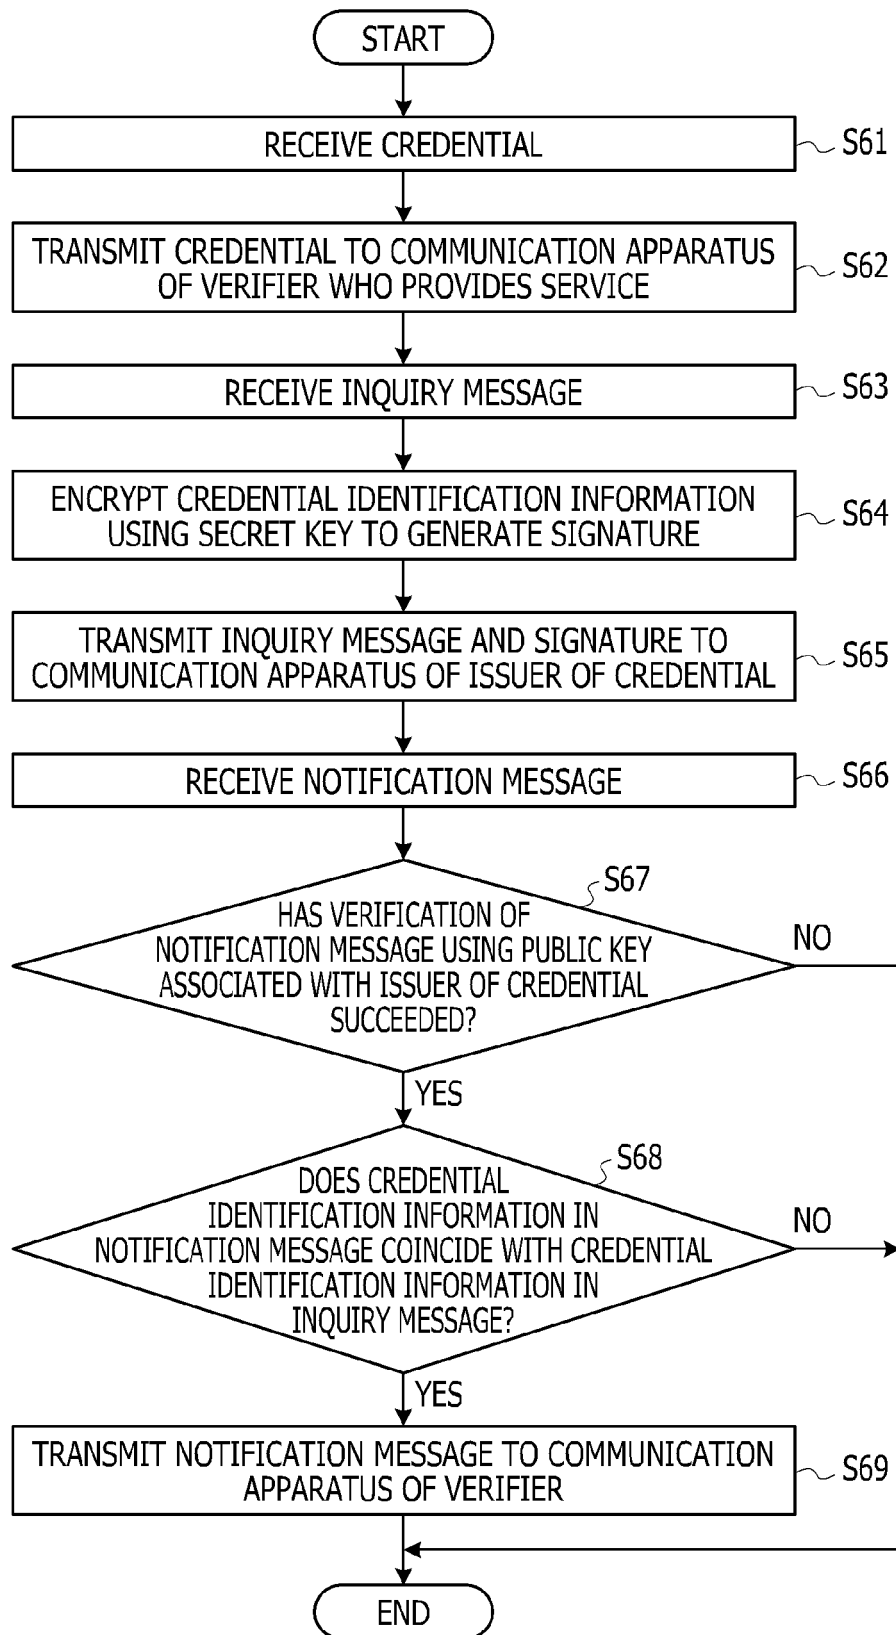 START
RECEIVE CREDENTIAL
S61
TRANSMIT CREDENTIAL TO COMMUNICATION APPARATUS
OF VERIFIER WHO PROVIDES SERVICE
S62
RECEIVE INQUIRY MESSAGE
S63
ENCRYPT CREDENTIAL IDENTIFICATION INFORMATION
USING SECRET KEY TO GENERATE SIGNATURE
S64
TRANSMIT INQUIRY MESSAGE AND SIGNATURE TO
COMMUNICATION APPARATUS OF ISSUER OF CREDENTIAL
S65
RECEIVE NOTIFICATION MESSAGE
S66
S67
HAS VERIFICATION OF
NOTIFICATION MESSAGE USING PUBLIC KEY
ASSOCIATED WITH ISSUER OF CREDENTIAL
SUCCEEDED?
NO
YES
S68
DOES CREDENTIAL
IDENTIFICATION INFORMATION IN
NOTIFICATION MESSAGE COINCIDE WITH CREDENTIAL
IDENTIFICATION INFORMATION IN
INQUIRY MESSAGE?
NO
YES
TRANSMIT NOTIFICATION MESSAGE TO COMMUNICATION
APPARATUS OF VERIFIER
S69
END